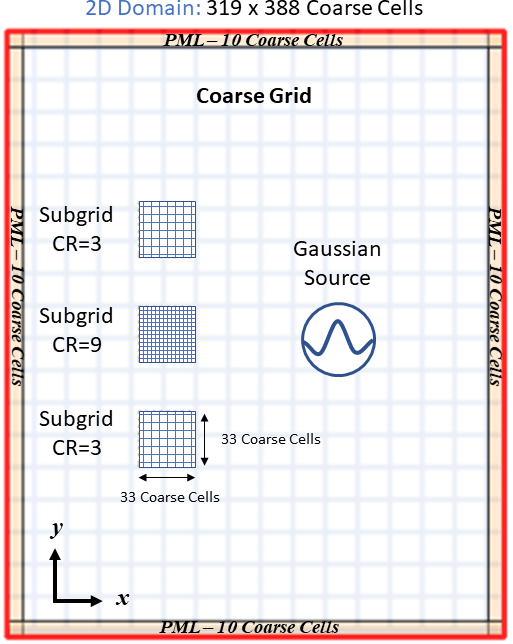 2D Domain: 319 x 388 Coarse Cells
PML – 10 Coarse Cells
Coarse Grid
PML – 10 Coarse Cells
PML – 10 Coarse Cells
Subgrid
CR=3
Gaussian
Source
Subgrid
CR=9
Subgrid
CR=3
33 Coarse Cells
33 Coarse Cells
y
x
PML – 10 Coarse Cells